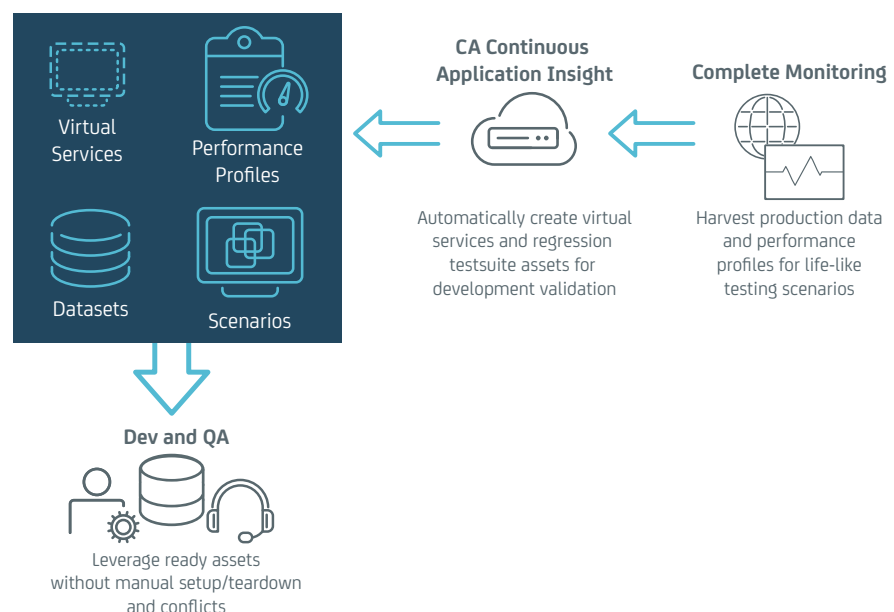 Virtual
Services
Performance
Profiles
Datasets
Scenarios
CA Continuous
Application Insight
Automatically create virtual
services and regression
testsuite assets for
development validation
Complete Monitoring
Harvest production data
and performance
profiles for life-like
testing scenarios
Dev and QA
Leverage ready assets
without manual setup/teardown
and conflicts